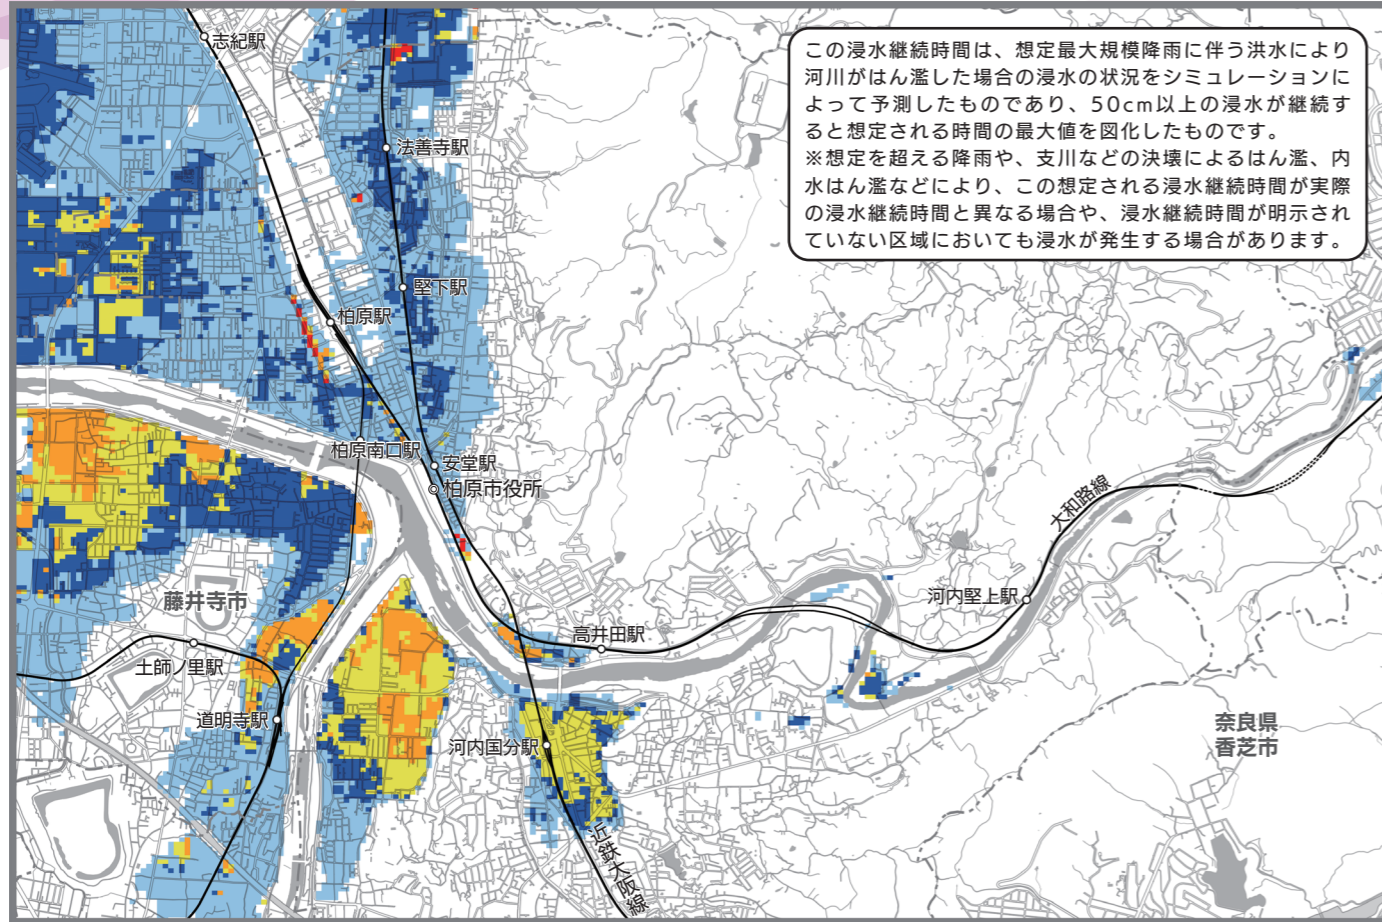 志紀駅
この浸水継続時間は、想定最大規模降雨に伴う洪水により
河川がはん濫した場合の浸水の状況をシミュレーションに
よって予測したものであり、50cm以上の浸水が継続す
ると想定される時間の最大値を図化したものです。
※想定を超える降雨や、支川などの決壊によるはん濫、内
水はん濫などにより、この想定される浸水継続時間が実際
の浸水継続時間と異なる場合や、浸水継続時間が明示され
ていない区域においても浸水が発生する場合があります。
法善寺駅
堅下駅
柏原駅
柏原南口駅
安堂駅
柏原市役所
大和路線
藤井寺市
河内堅上駅
高井田駅
土師ノ里駅
道明寺駅
河内国分駅
奈良県
香芝市
近鉄大阪線